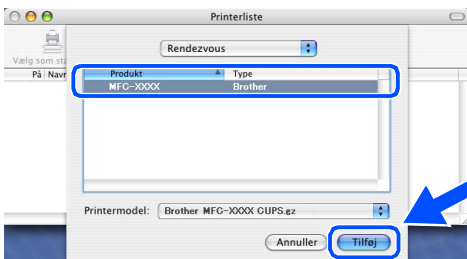 Printerliste
Rendezvous
Vælg som sta
På Navn
Produkt Type
MFC-XXXX Brother
Printermodel: Brother MFC-XXXX CUPS.gz
Annuller Tilføj